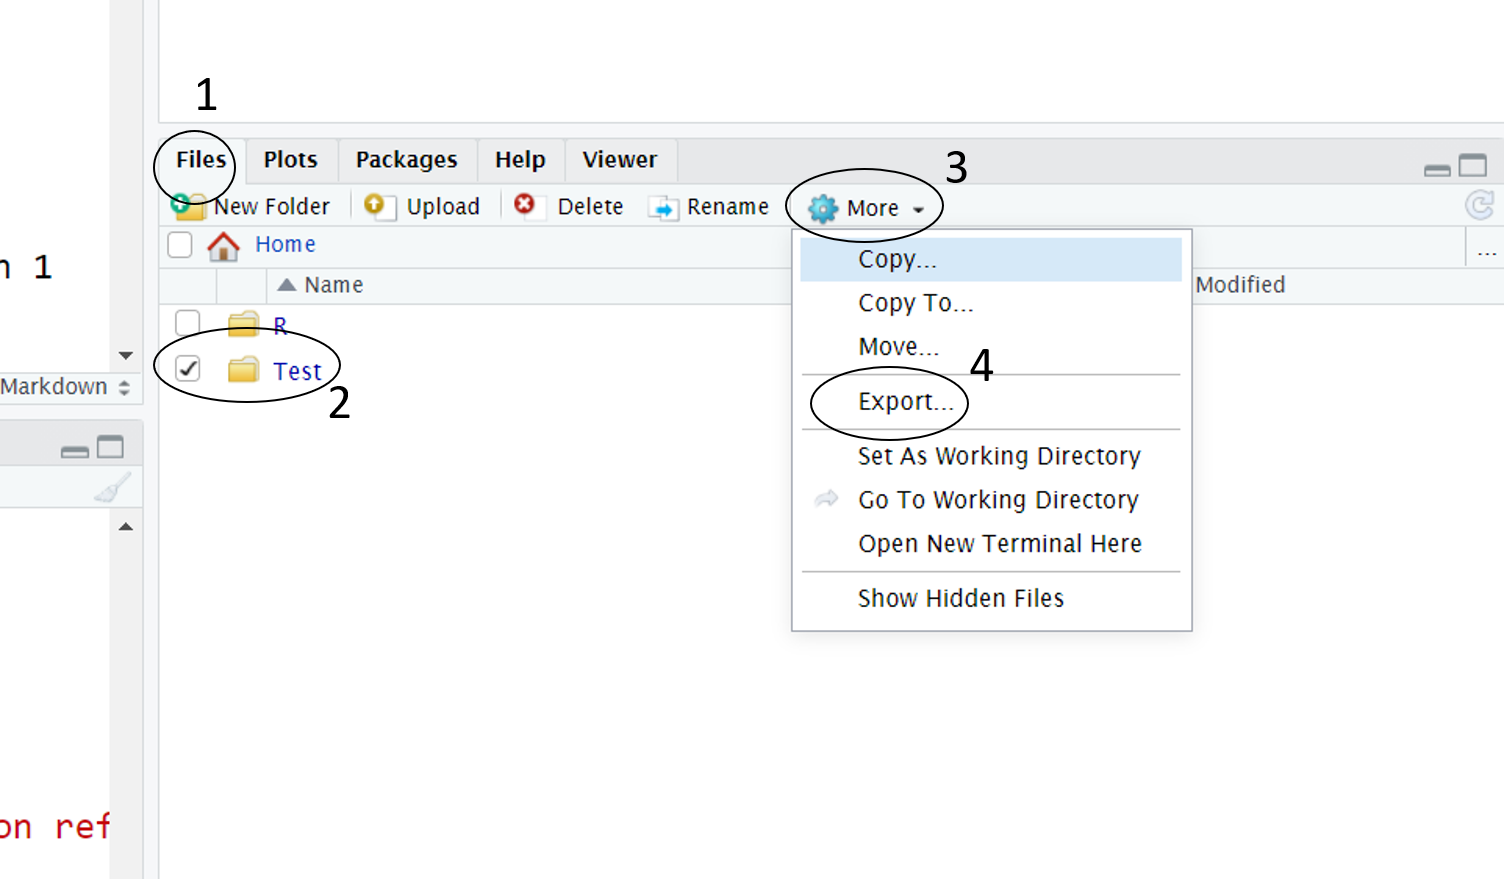 1
Files Plots Packages Help Viewer
3
New Folder Upload Delete Rename More
Home
...
Name
Modified
R
Test
2
Copy...
Copy To...
Move...
4
Export...
Set As Working Directory
Go To Working Directory
Open New Terminal Here
Show Hidden Files
n 1
Markdown
on ref